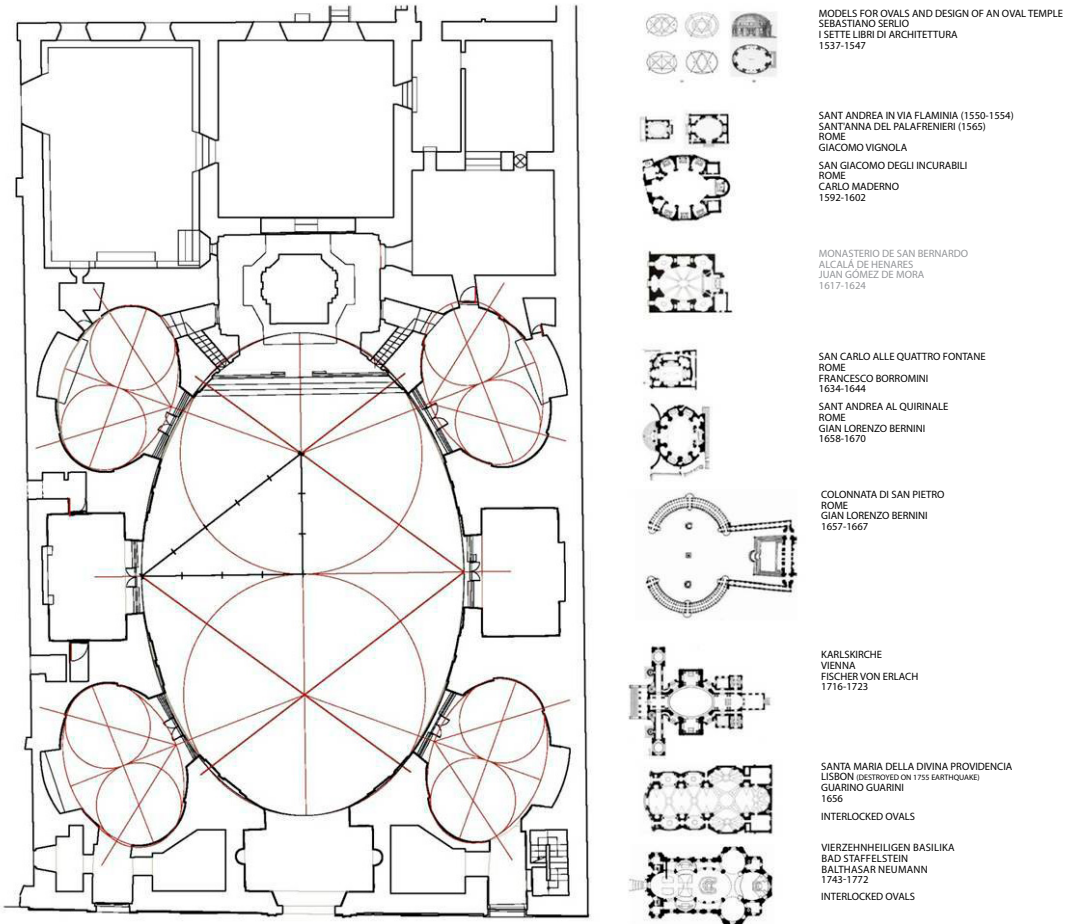 MODELS FOR OVALS AND DESIGN OF AN OVAL TEMPLE
SEBASTIANO SERLIO
I SETTE LIBRI DI ARCHITETTURA
1537-1547
SANT ANDREA IN VIA FLAMINIA (1550-1554)
SANT'ANNA DEL PALAFRENIERI (1565)
ROME
GIACOMO VIGNOLA
SAN GIACOMO DEGLI INCURABILI
ROME
CARLO MADERNO
1592-1602
MONASTERIO DE SAN BERNARDO
ALCALÁ DE HENARES
JUAN GÓMEZ DE MORA
1617-1624
SAN CARLO ALLE QUATTRO FONTANE
ROME
FRANCESCO BORROMINI
1634-1644
SANT ANDREA AL QUIRINALE
ROME
GIAN LORENZO BERNINI
1658-1670
COLONNATA DI SAN PIETRO
ROME
GIAN LORENZO BERNINI
1657-1667
KARLSKIRCHE
VIENNA
FISCHER VON ERLACH
1716-1723
SANTA MARIA DELLA DIVINA PROVIDENCIA
LISBON (DESTROYED ON 1755 EARTHQUAKE)
GUARINO GUARINI
1656
INTERLOCKED OVALS
VIERZEHNHEILIGEN BASILIKA
BAD STAFFELSTEIN
BALTHASAR NEUMANN
1743-1772
INTERLOCKED OVALS